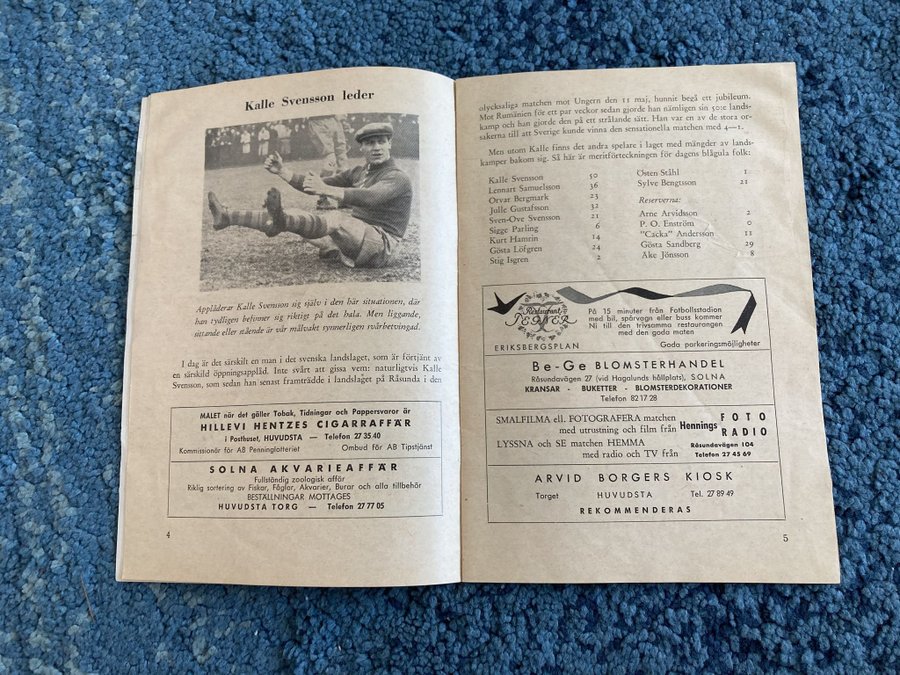 Kalle Svensson leder
Applåderar Kalle Svensson sig själv i den här situationen, där
han tydligen befinner sig riktigt på det hala. Men liggande,
sittande eller stående är vår målvakt synnerligen svårbetvingad.
I dag är det särskilt en man i det svenska landslaget, som är förtjänt av
en särskild öppningsapplåd. Inte svårt att gissa vem: naturligtvis Kalle
Svensson, som sedan han senast framträdde i landslaget på Råsunda i den
MÅLET när det gäller Tobak, Tidningar och Pappersvaror är
HILLEVI HENTZES CIGARRAFFÄR
i Posthuset, HUVUDSTA — Telefon 27 35 40
Kommissionär för AB Penninglotteriet Ombud för AB Tipstjänst
SOLNA AKVARIEAFFÄR
Fullständig zoologisk affär
Riklig sortering av Fiskar, Fåglar, Akvarier, Burar och alla tillbehör
BESTÄLLNINGAR MOTTAGES
HUVUDSTA TORG — Telefon 27 77 05
4
olycksaliga matchen mot Ungern den 11 maj, hunnit begå ett jubileum.
Mot Rumänien för ett par veckor sedan gjorde han nämligen sin 50:e lands-
kamp och han gjorde den på ett strålande sätt. Han var en av de stora or-
sakerna till att Sverige kunde vinna den sensationella matchen med 4—1.
Men utom Kalle finns det andra spelare i laget med mängder av lands-
kamper bakom sig. Så här är meritförteckningen för dagens blågula folk:
Kalle Svensson 50
Lennart Samuelsson 36
Orvar Bergmark 23
Julle Gustafsson 32
Sven-Ove Svensson 21
Sigge Parling 6
Kurt Hamrin 14
Gösta Löfgren 24
Stig Isgren 2
Östen Ståhl 1
Sylve Bengtsson 21
Reserverna:
Arne Arvidsson 2
P. O. Enström 0
"Cacka" Andersson 11
Gösta Sandberg 29
Åke Jönsson 8
Restaurant
TEGNÉR
ERIKSBERGSPLAN
På 15 minuter från Fotbollsstadion
med bil, spårvagn eller buss kommer
Ni till den trivsamma restaurangen
med den goda maten
Goda parkeringsmöjligheter
Be-Ge BLOMSTERHANDEL
Råsundavägen 27 (vid Hagalunds hållplats), SOLNA
KRANSAR - BUKETTER - BLOMSTERDEKORATIONER
Telefon 82 17 28
SMALFILMA ell. FOTOGRAFERA matchen
med utrustning och film från Hennings FOTO
RADIO
LYSSNA och SE matchen HEMMA
med radio och TV från
Råsundavägen 104
Telefon 27 45 69
ARVID BORGERS KIOSK
Torget HUVUDSTA Tel. 27 89 49
REKOMMENDERAS
5